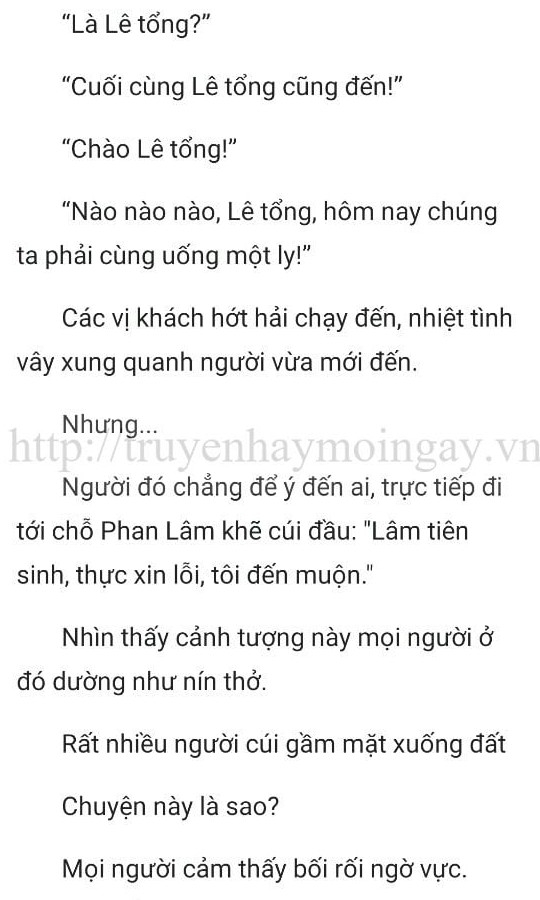 “Là Lê tổng?”
“Cuối cùng Lê tổng cũng đến!”
“Chào Lê tổng!”
“Nào nào nào, Lê tổng, hôm nay chúng
ta phải cùng uống một ly!”
Các vị khách hớt hải chạy đến, nhiệt tình
vây xung quanh người vừa mới đến.
Nhưng...
http://truyenhaymoingay.vn
Người đó chẳng để ý đến ai, trực tiếp đi
tới chỗ Phan Lâm khẽ cúi đầu: "Lâm tiên
sinh, thực xin lỗi, tôi đến muộn."
Nhìn thấy cảnh tượng này mọi người ở
đó dường như nín thở.
Rất nhiều người cúi gầm mặt xuống đất
Chuyện này là sao?
Mọi người cảm thấy bối rối ngờ vực.